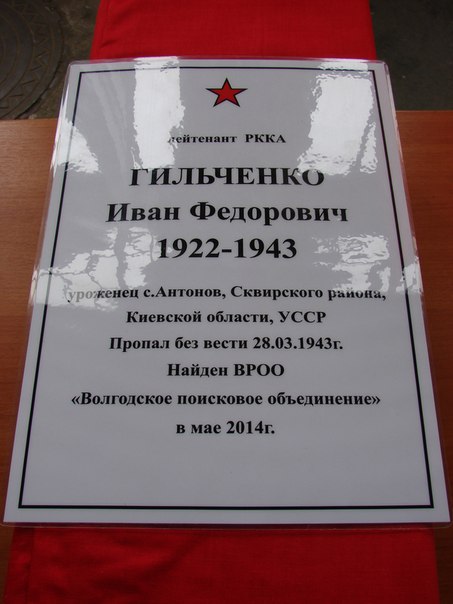 лейтенант РККА
ГИЛЬЧЕНКО
Иван Федорович
1922-1943
уроженец с.Антонов, Сквирского района,
Киевской области, УССР
Пропал без вести 28.03.1943г.
Найден ВРОО
«Волгодское поисковое объединение»
в мае 2014г.